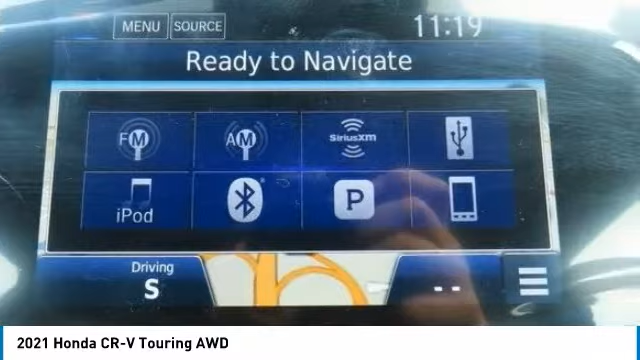 MENU SOURCE 11:19
Ready to Navigate
FM AM SiriusXM
iPod P
Driving
S --
2021 Honda CR-V Touring AWD